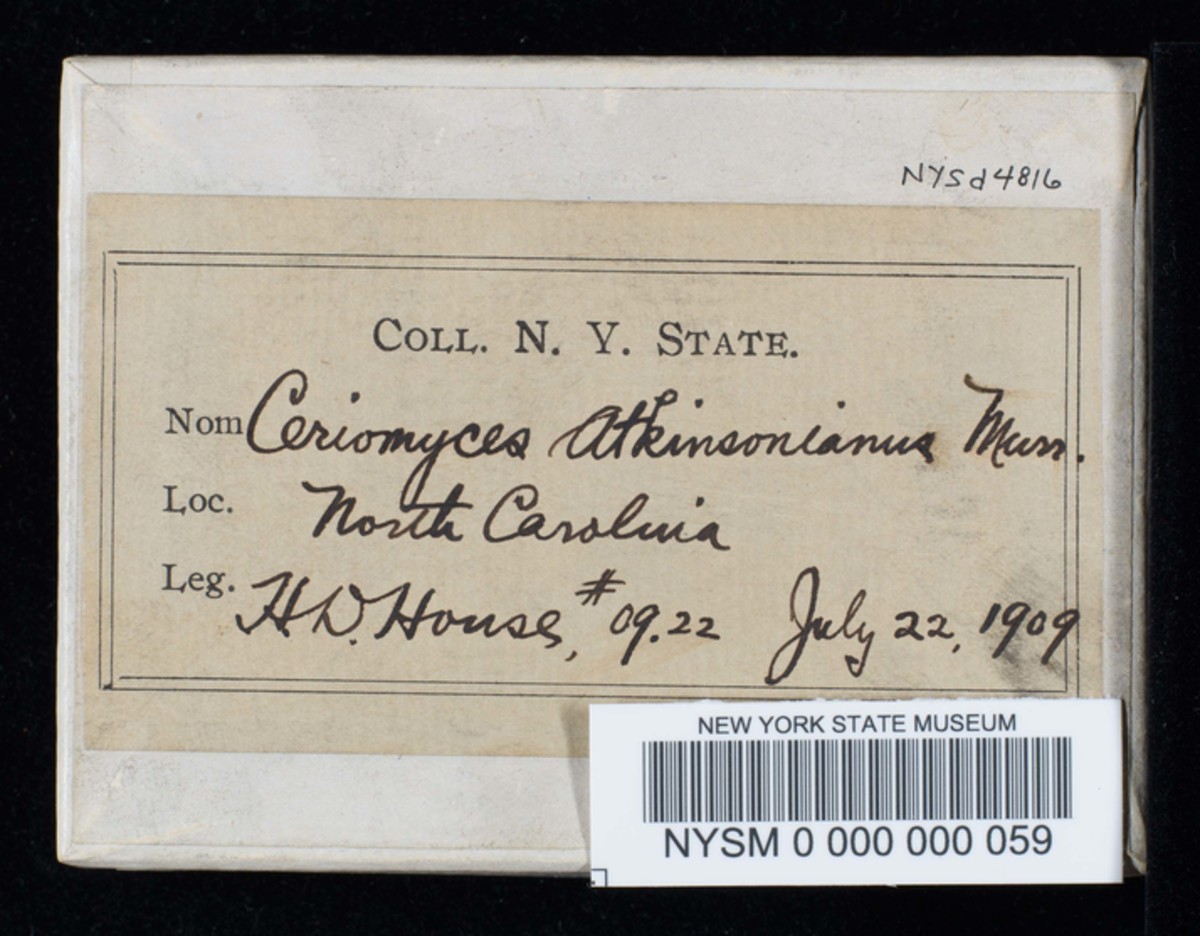 NYSd4816
COLL. N. Y. STATE.
Nom Ceriomyces Atkinsonianus Murr.
Loc. North Carolina
Leg. H.D. House, #09.22 July 22, 1909
NEW YORK STATE MUSEUM
NYSM 0 000 000 059